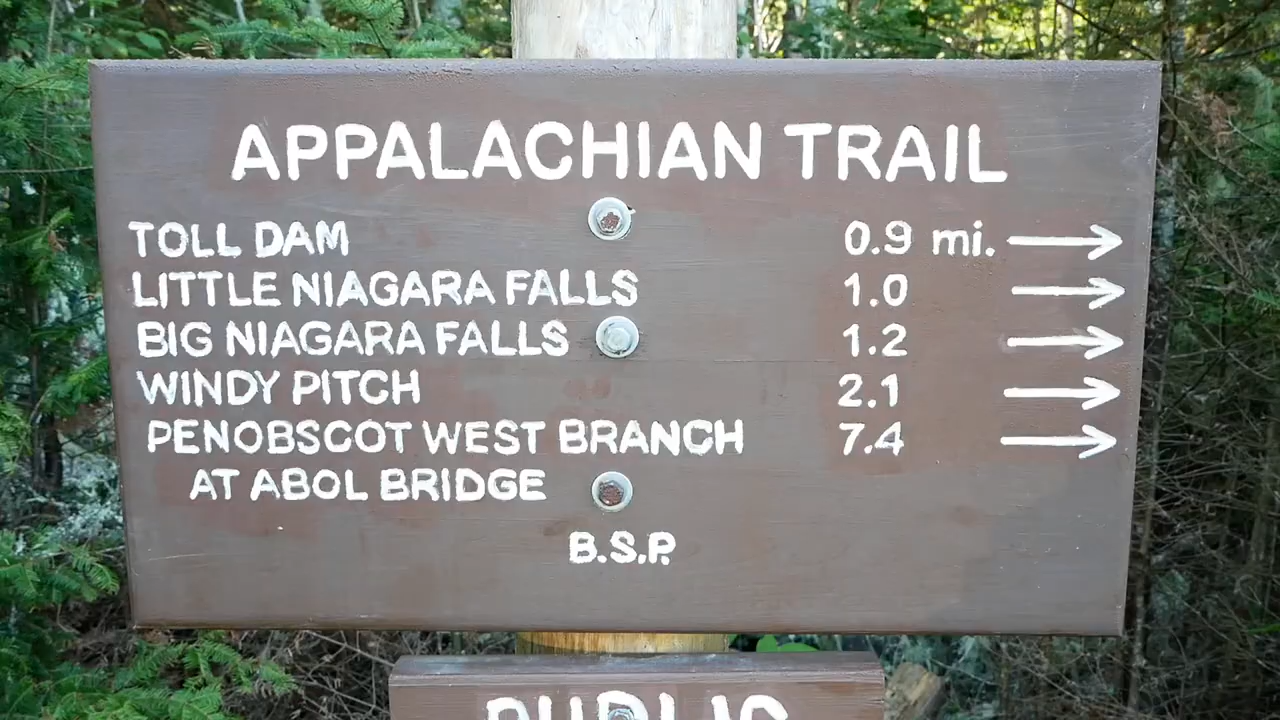 APPALACHIAN TRAIL
TOLL DAM 0.9 mi. →
LITTLE NIAGARA FALLS 1.0 →
BIG NIAGARA FALLS 1.2 →
WINDY PITCH 2.1 →
PENOBSCOT WEST BRANCH 7.4 →
AT ABOL BRIDGE
B.S.P.
PUBLIC